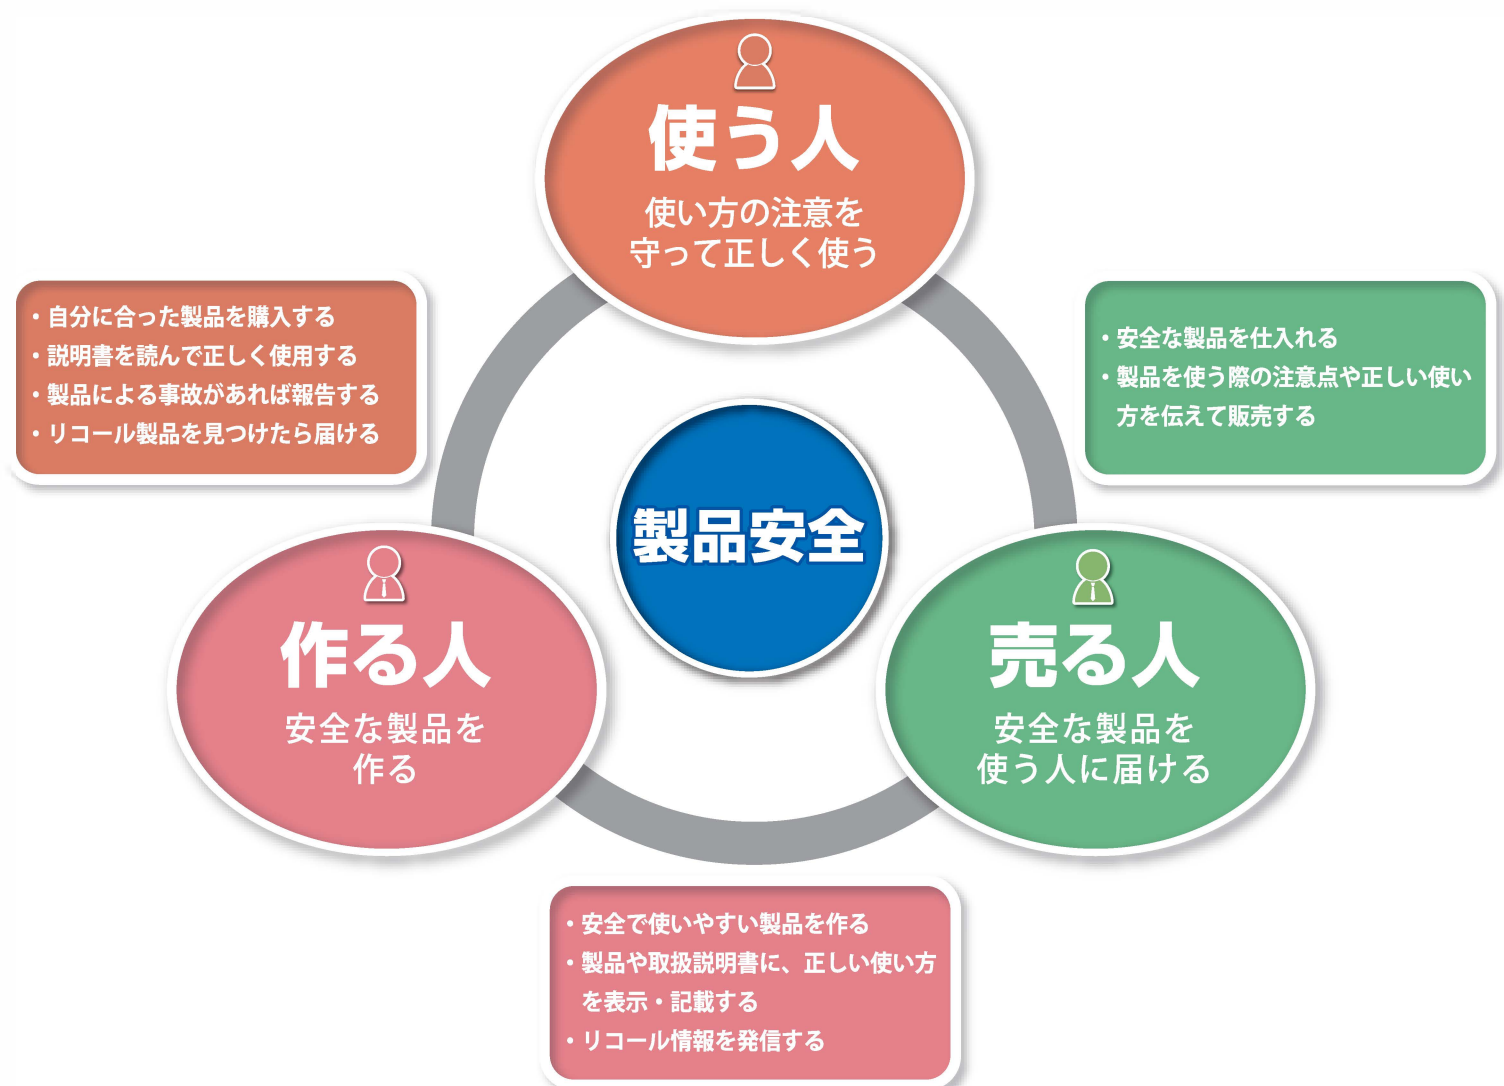 使う人
使い方の注意を
守って正しく使う
・自分に合った製品を購入する
・説明書を読んで正しく使用する
・製品による事故があれば報告する
・リコール製品を見つけたら届ける
・安全な製品を仕入れる
・製品を使う際の注意点や正しい使い
方を伝えて販売する
製品安全
作る人
安全な製品を
作る
売る人
安全な製品を
使う人に届ける
・安全で使いやすい製品を作る
・製品や取扱説明書に、正しい使い方
を表示・記載する
・リコール情報を発信する